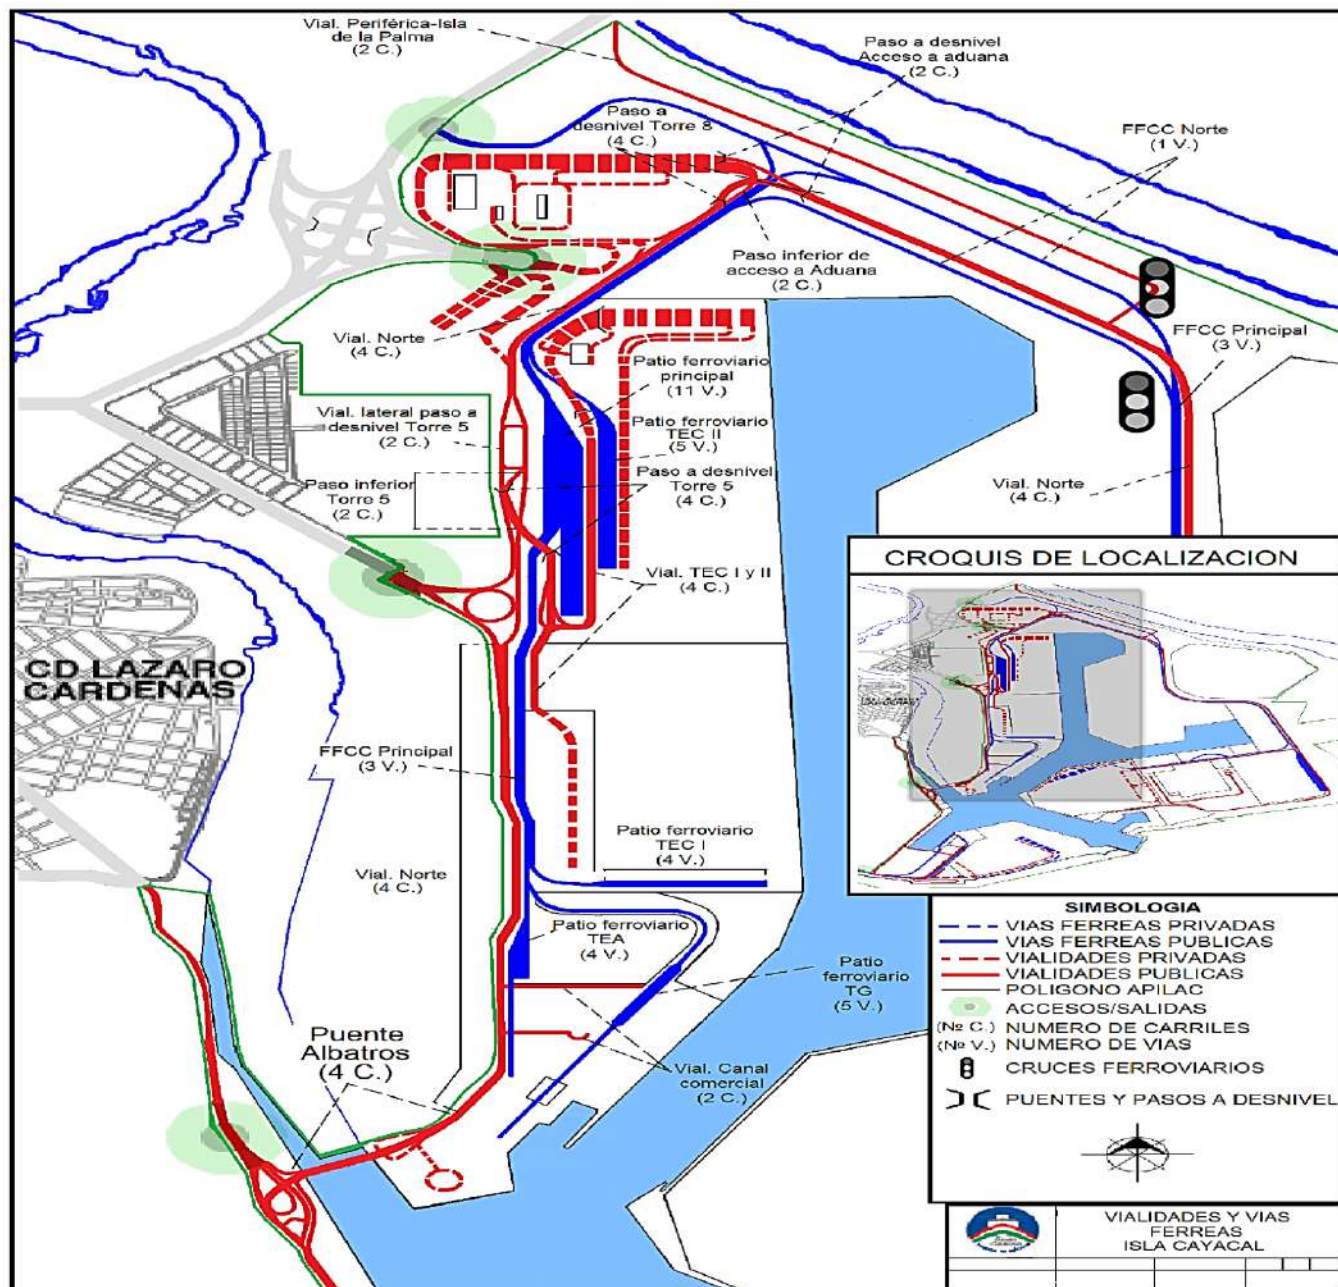 Vial. Periférica-Isla
de la Palma
(2 C.)
Paso a desnivel
Acceso a aduana
(2 C.)
Paso a
desnivel Torre 8
(4 C.)
FFCC Norte
(1 V.)
Paso inferior de
acceso a Aduana
(2 C.)
Vial. Norte
(4 C.)
FFCC Principal
(3 V.)
Patio ferroviario
principal
(11 V.)
Vial. lateral paso a
desnivel Torre 5
(2 C.)
Patio ferroviario
TEC II
(5 V.)
Paso inferior
Torre 5
(2 C.)
Paso a desnivel
Torre 5
(4 C.)
Vial. Norte
(4 C.)
Vial. TEC I y II
(4 C.)
CROQUIS DE LOCALIZACION
CD LAZARO
CARDENAS
FFCC Principal
(3 V.)
Patio ferroviario
TEC I
(4 V.)
Vial. Norte
(4 C.)
Patio ferroviario
TEA
(4 V.)
Patio
ferroviario
TG
(5 V.)
Puente
Albatros
(4 C.)
Vial. Canal
comercial
(2 C.)
SIMBOLOGIA
VIAS FERREAS PRIVADAS
VIAS FERREAS PUBLICAS
VIALIDADES PRIVADAS
VIALIDADES PUBLICAS
POLIGONO APILAC
ACCESOS/SALIDAS
(Nº C.) NUMERO DE CARRILES
(Nº V.) NUMERO DE VIAS
CRUCES FERROVIARIOS
PUENTES Y PASOS A DESNIVEL
VIALIDADES Y VIAS
FERREAS
ISLA CAYACAL